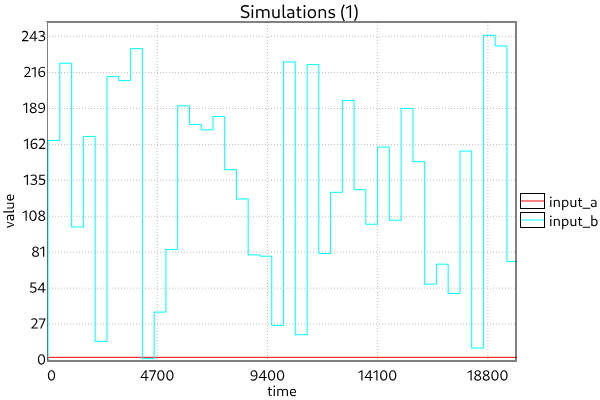 Simulations (1)
243
216
189
162
135
108
81
54
27
0
value
0 4700 9400 14100 18800
time
input_a
input_b